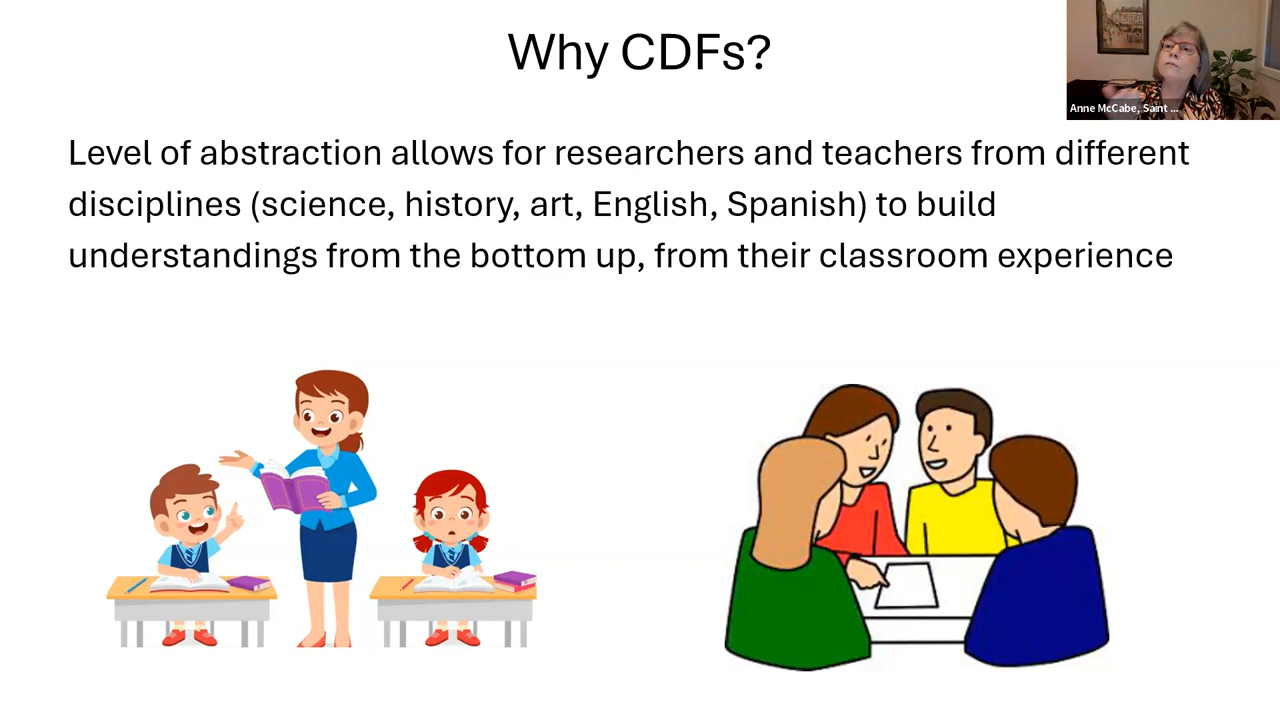 Why CDFs?
Anne McCabe, Saint ...
Level of abstraction allows for researchers and teachers from different
disciplines (science, history, art, English, Spanish) to build
understandings from the bottom up, from their classroom experience